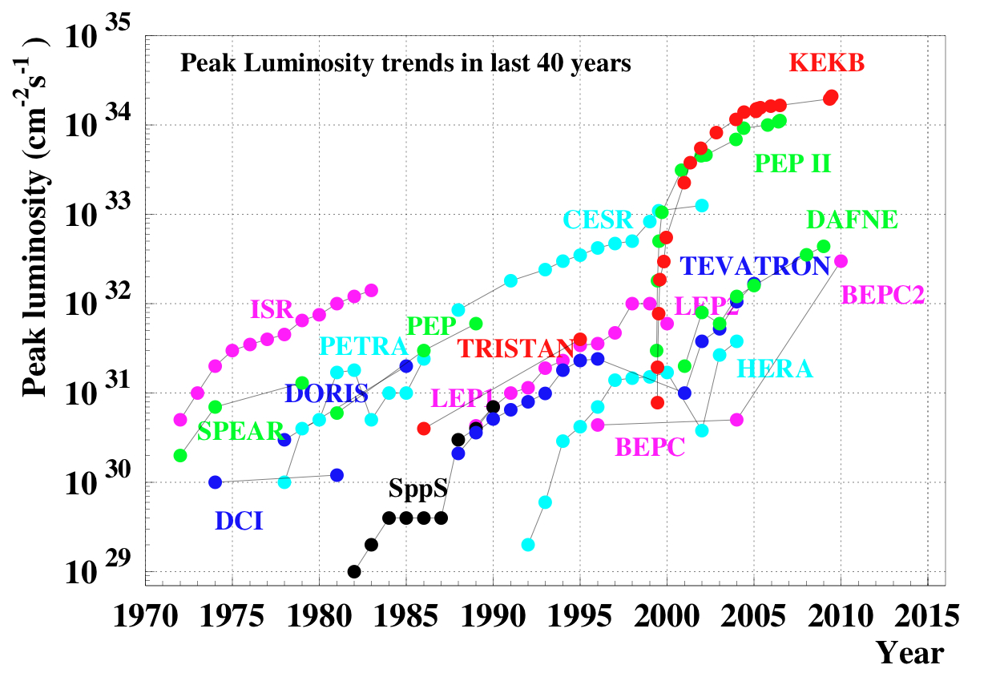 Peak Luminosity trends in last 40 years
Peak luminosity (cm⁻²s⁻¹ )
10 35
10 34
10 33
10 32
10 31
10 30
10 29
KEKB
PEP II
CESR
DAFNE
TEVATRON
ISR
LEP2
BEPC2
PEP
PETRA
TRISTAN
HERA
DORIS
LEP1
SPEAR
BEPC
SppS
DCI
1970 1975 1980 1985 1990 1995 2000 2005 2010 2015
Year